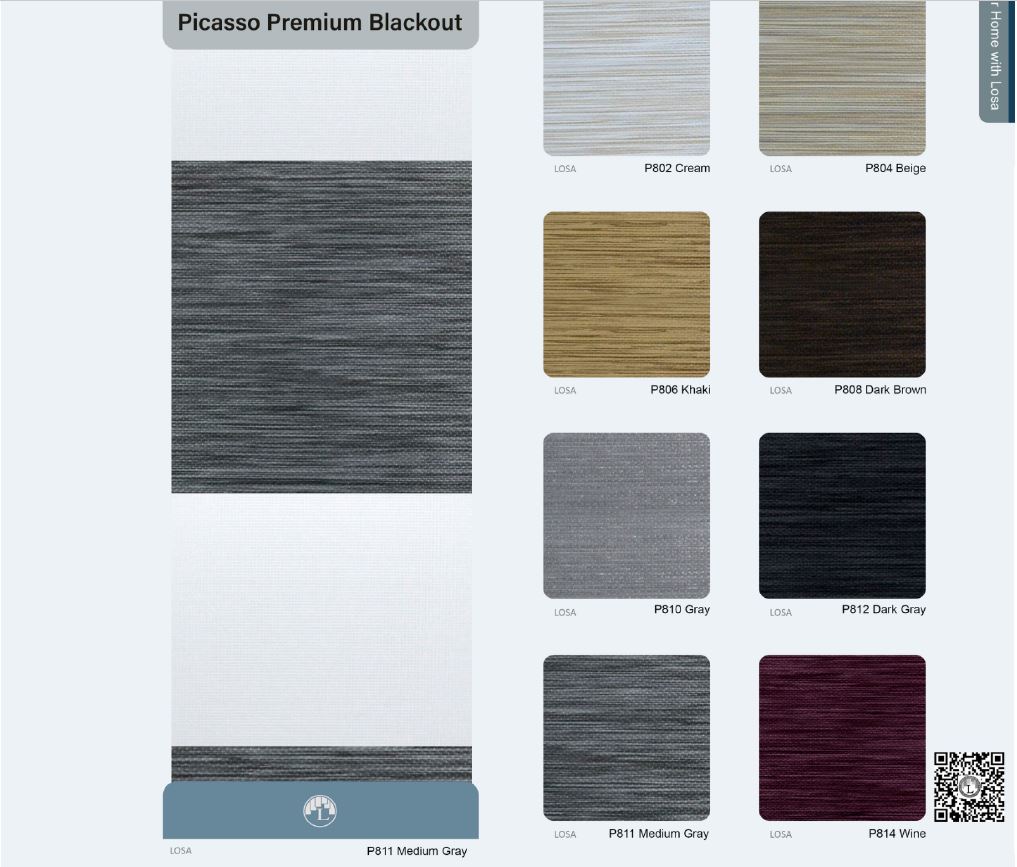 Picasso Premium Blackout
r Home with Losa
LOSA P802 Cream
LOSA P804 Beige
LOSA P806 Khaki
LOSA P808 Dark Brown
LOSA P810 Gray
LOSA P812 Dark Gray
LOSA P811 Medium Gray
LOSA P814 Wine
L
LOSA P811 Medium Gray
L